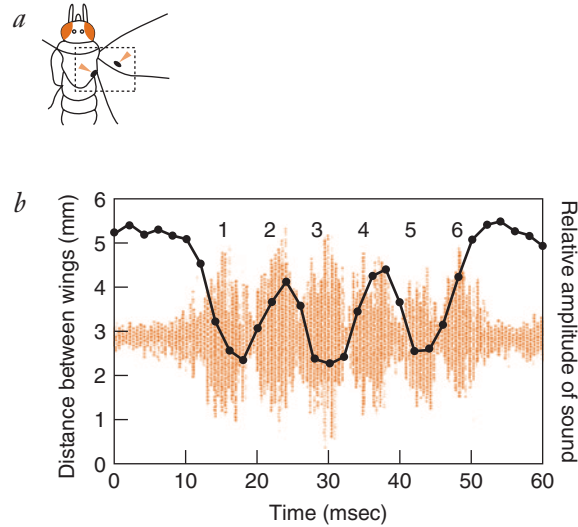 a
b
6
5
4
3
2
1
0
Distance between wings (mm)
1 2 3 4 5 6
Relative amplitude of sound
0 10 20 30 40 50 60
Time (msec)